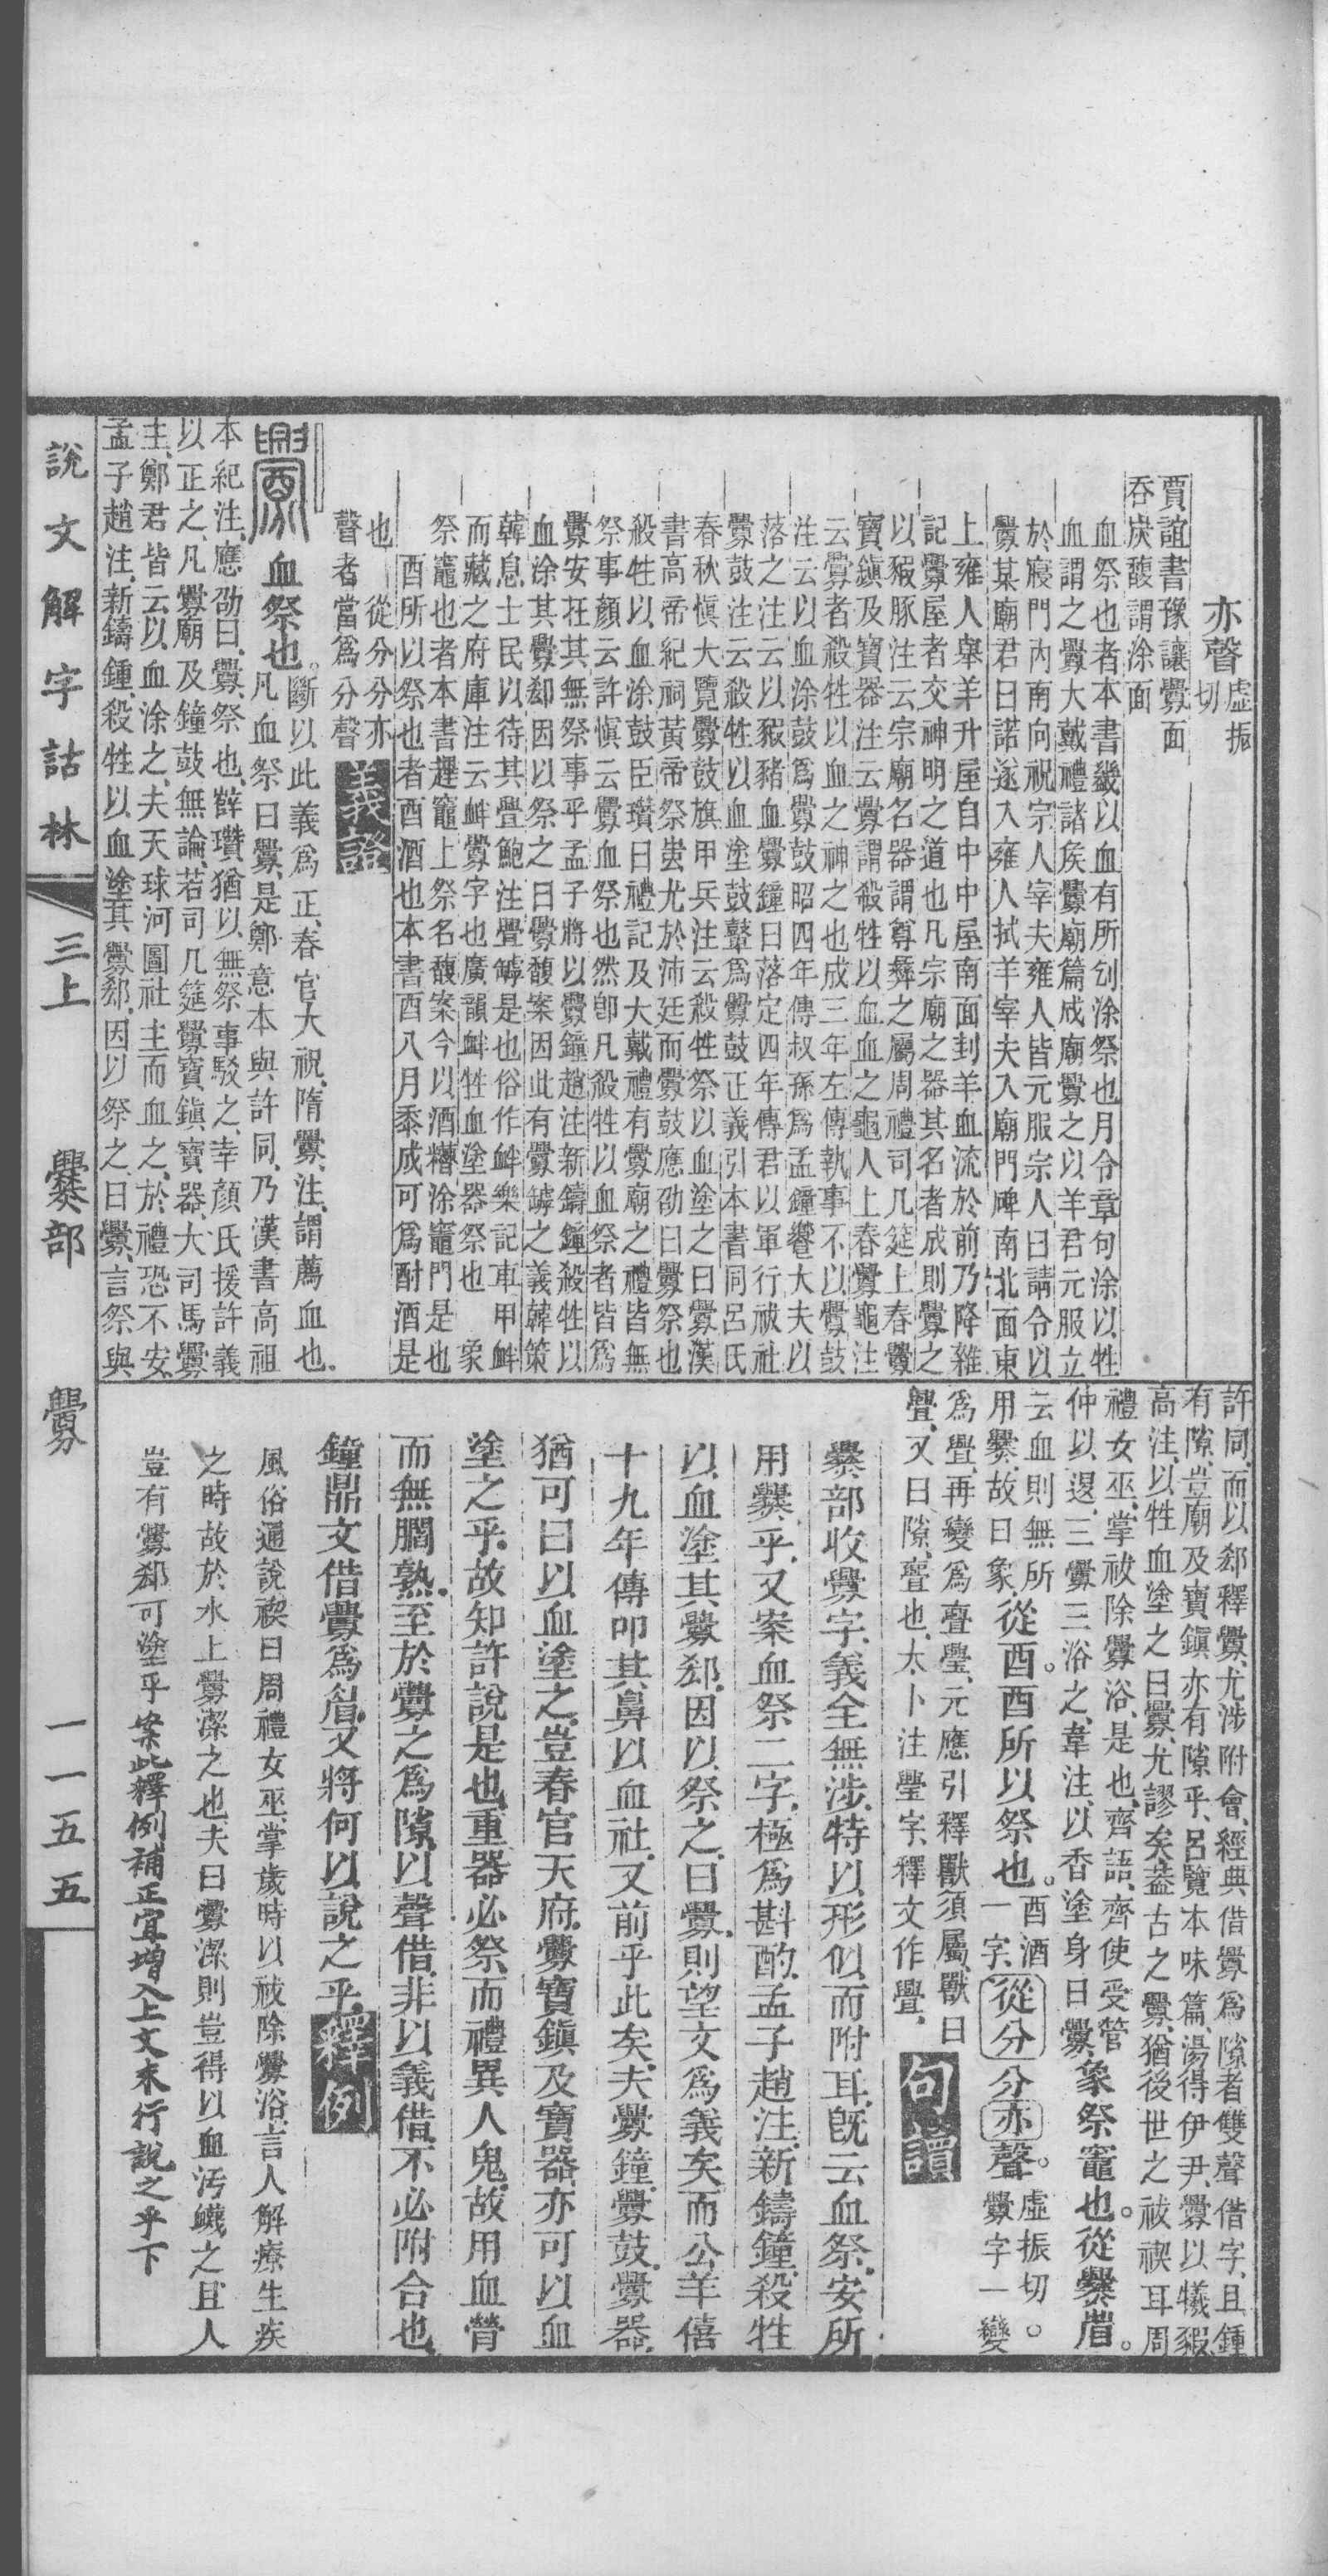 亦聲虛振切
賈誼書豫讓釁面
吞炭馥謂涂面
血祭也者本書䘏以血有所刉涂祭也月令章句涂以牲
血謂之釁大戴禮諸矦釁廟篇成廟釁之以羊君元服立
於寢門內南向祝宗人宰夫雍人皆元服宗人曰請令以
釁某廟君曰諾遂入雍人拭羊宰夫入廟門碑南北面東
上雍人舉羊升屋自中中屋南面刲羊血流於前乃降雜
記釁屋者交神明之道也凡宗廟之器其名者成則釁之
以豭豚注云宗廟名器謂尊彝之屬周禮司几筵上春釁
寶鎮及寶器注云釁謂殺牲以血血之龜人上春釁龜注
云釁者殺牲以血之神之也成三年左傳執事不以釁鼓
注云以血涂鼓爲釁鼓昭四年傳叔孫爲孟鐘饗大夫以
落之注云以豭豬血釁鐘曰落定四年傳君以軍行祓社
釁鼓注云殺牲以血塗鼓鼙爲釁鼓正義引本書同呂氏
春秋愼大覽釁鼓旗甲兵注云殺牲祭以血塗之曰釁漢
書高帝紀祠黃帝祭蚩尤於沛廷而釁鼓應劭曰釁祭也
殺牲以血涂鼓臣瓚曰禮記及大戴禮有釁廟之禮皆無
祭事顏云許愼云釁血祭也然卽凡殺牲以血祭者皆爲
釁安在其無祭事乎孟子將以釁鐘趙注新鑄鐘殺牲以
血涂其釁郄因以祭之曰釁馥案因此有釁罅之義韓策
韓息士民以待其釁鮑注釁罅是也俗作衅樂記車甲衅
而藏之府庫注云衅釁字也廣韻衅牲血塗器祭也 象
祭竈也者本書䙴竈上祭名馥案今以酒糟涂竈門是也
酉所以祭也者酉酒也本書酉八月黍成可爲酎酒是
也 從分分亦
聲者當爲分聲 義證
釁血祭也。斷以此義爲正、春官大祝、隋釁、注、謂薦血也、
凡血祭曰釁、是鄭意本與許同、乃漢書高祖
本紀注、應劭曰、釁、祭也、薛瓚猶以無祭事駁之、幸顏氏援許義
以正之、凡釁廟及鐘鼓無論、若司几筵釁寶鎮、寶器、大司馬釁
主、鄭君皆云以血涂之、夫天球河圖社主而血之、於禮恐不安、
孟子趙注、新鑄鍾、殺牲以血塗其釁郄、因以祭之、曰釁、言祭與
許同、而以郄釋釁、尤涉附會、經典借釁爲隙者雙聲借字、且鍾
有隙、豈廟及寶鎮亦有隙乎、呂覽本味篇、湯得伊尹、釁以犧豭、
高注、以牲血塗之曰釁、尤謬矣、蓋古之釁、猶後世之祓禊耳、周
禮女巫、掌祓除釁浴、是也、齊語、齊使受管
仲以退、三釁三浴之、韋注、以香塗身曰釁、象祭竈也。從爨省。
云血則無所
用爨、故曰象、從酉。酉所以祭也。酉酒一字、從分分亦聲。虛振切。釁字一變
爲舋、再變爲亹璺、元應引釋獸須屬、獸曰
舋、又曰、隙、亹也、大卜注璺字、釋文作舋、 句讀
爨部收釁字、義全無涉、特以形似而附耳、旣云血祭、安所
用爨乎、又案血祭二字、極爲斟酌、孟子趙注、新鑄鐘、殺牲
以血塗其釁郄、因以祭之、曰釁、則望文爲義矣、而公羊僖
十九年傳叩其鼻以血社、又前乎此矣、夫釁鐘、釁鼓、釁器、
猶可曰以血塗之、豈春官天府、釁寶鎮及寶器、亦可以血
塗之乎、故知許說是也、重器必祭、而禮異人鬼、故用血膋
而無膶熟、至於釁之爲隙、以聲借、非以義借、不必附合也、
鐘鼎文借釁爲眉、又將何以說之乎、 釋例
風俗通說禊曰周禮女巫、掌歲時以祓除釁浴、言人解療生疾
之時故於水上釁潔之也、夫曰釁潔則豈得以血汚衊之、且人
豈有釁郄可塗乎 案此釋例補正宜增入上文末行說之乎下
說文解字詁林 三上 爨部 釁 一一五五